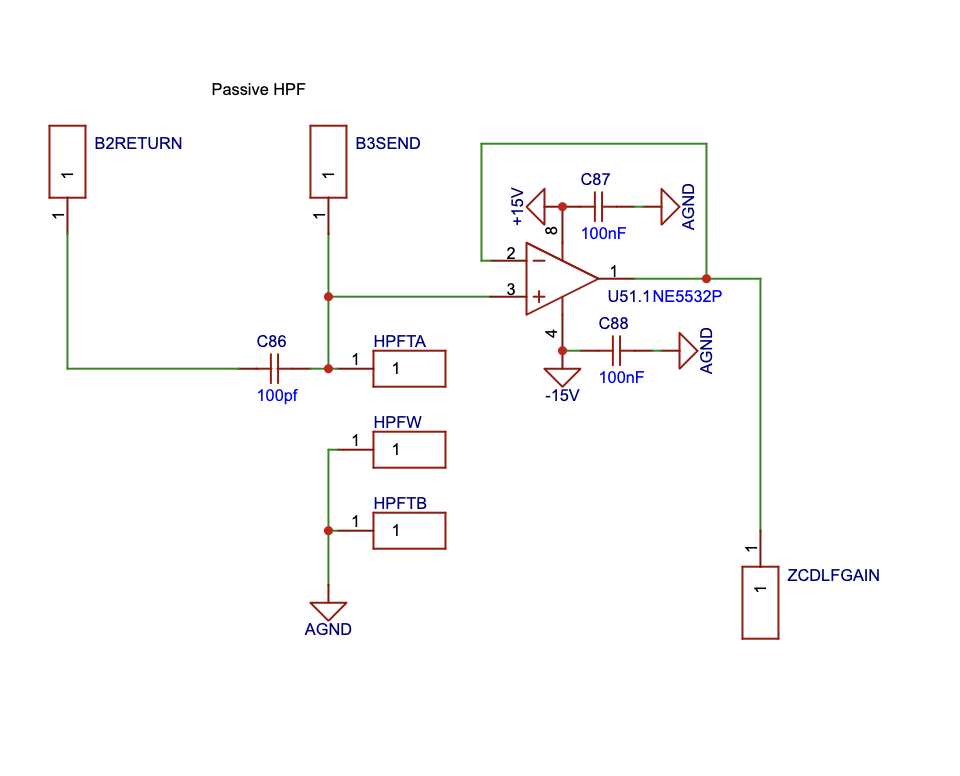 Passive HPF
B2RETURN
1
1
B3SEND
1
1
C87
100nF
+15V
AGND
8
2
3
1
U51.1NE5532P
4
C88
100nF
AGND
-15V
C86
100pf
HPFTA
1
1
HPFW
1
1
HPFTB
1
1
AGND
1
ZCDLFGAIN
1